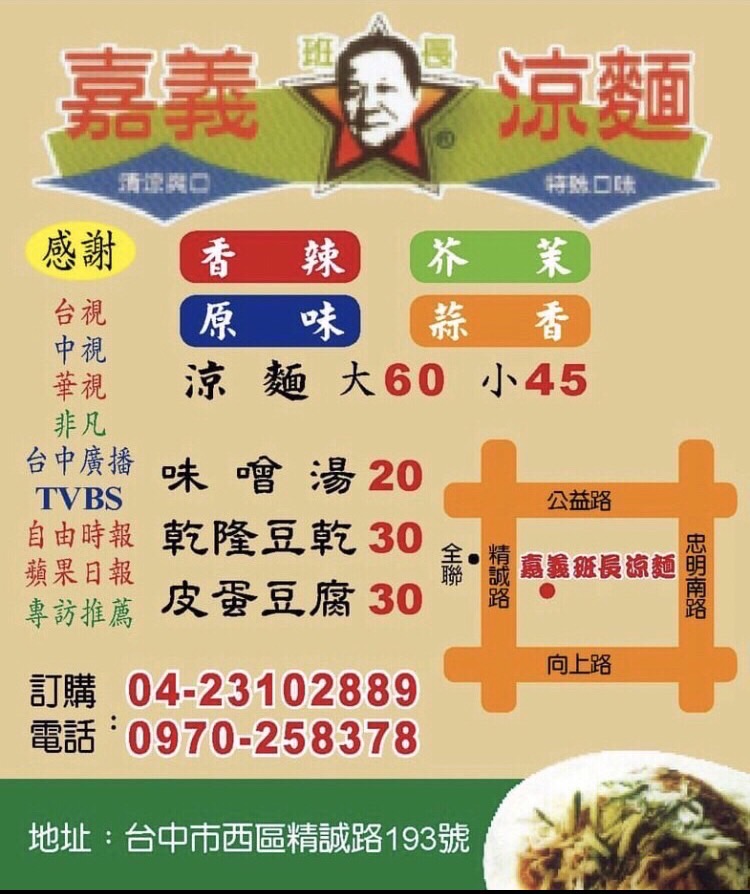 班 長
嘉義 涼麵
®
清涼爽口 特殊口味
感謝
香 辣 芥 茉
原 味 蒜 香
涼 麵 大60 小45
台視
中視
華視
非凡
台中廣播
TVBS
自由時報
蘋果日報
專訪推薦
味 噌 湯 20
乾隆豆乾 30
皮蛋豆腐 30
公益路
全聯
精誠路
嘉義班長涼麵
忠明南路
向上路
訂購電話：
04-23102889
0970-258378
地址：台中市西區精誠路193號